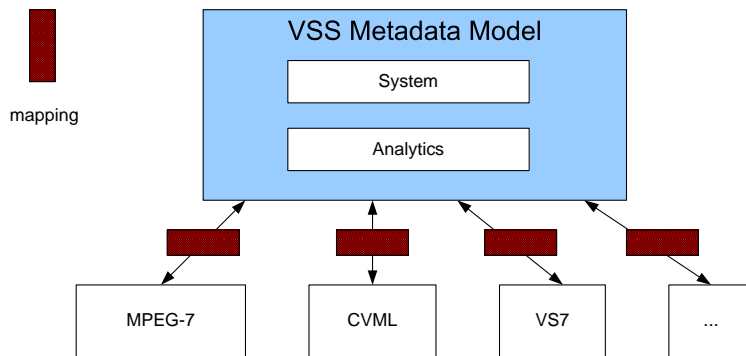 VSS Metadata Model
System
mapping
Analytics
MPEG-7
CVML
VS7
...